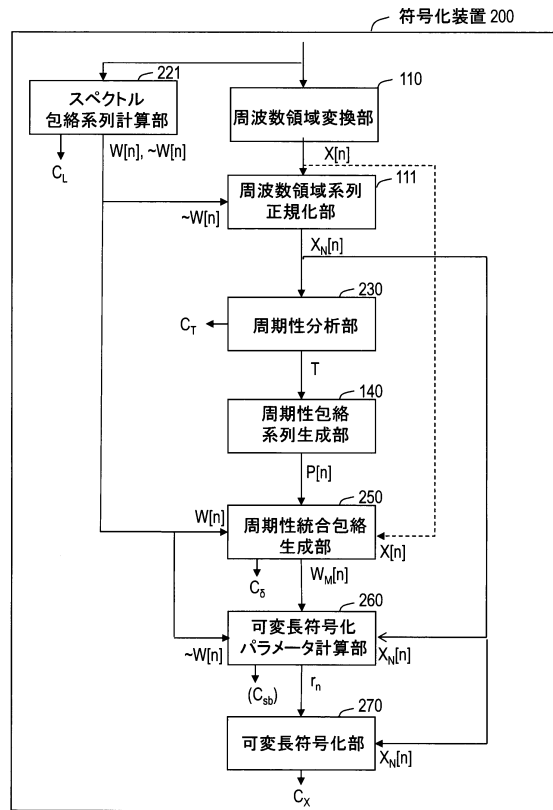 符号化装置 200
221
スペクトル
包絡系列計算部
110
周波数領域変換部
C_L
W[n], ~W[n]
X[n]
111
周波数領域系列
正規化部
~W[n]
X_N[n]
230
周期性分析部
C_T
T
140
周期性包絡
系列生成部
P[n]
250
W[n]
周期性統合包絡
生成部
X[n]
C_δ
W_M[n]
260
可変長符号化
パラメータ計算部
~W[n]
X_N[n]
(C_sb)
r_n
270
可変長符号化部
X_N[n]
C_X